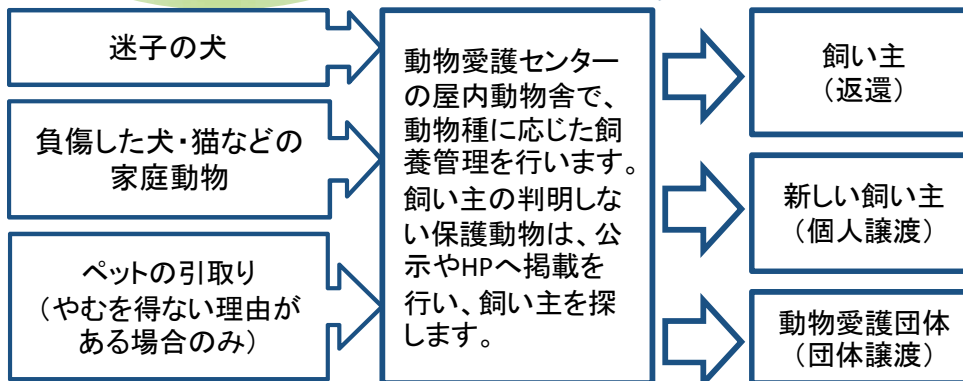 迷子の犬
負傷した犬・猫などの
家庭動物
ペットの引取り
(やむを得ない理由が
ある場合のみ)
動物愛護センター
の屋内動物舎で、
動物種に応じた飼
養管理を行います。
飼い主の判明しな
い保護動物は、公
示やHPへ掲載を
行い、飼い主を探
します。
飼い主
(返還)
新しい飼い主
(個人譲渡)
動物愛護団体
(団体譲渡)